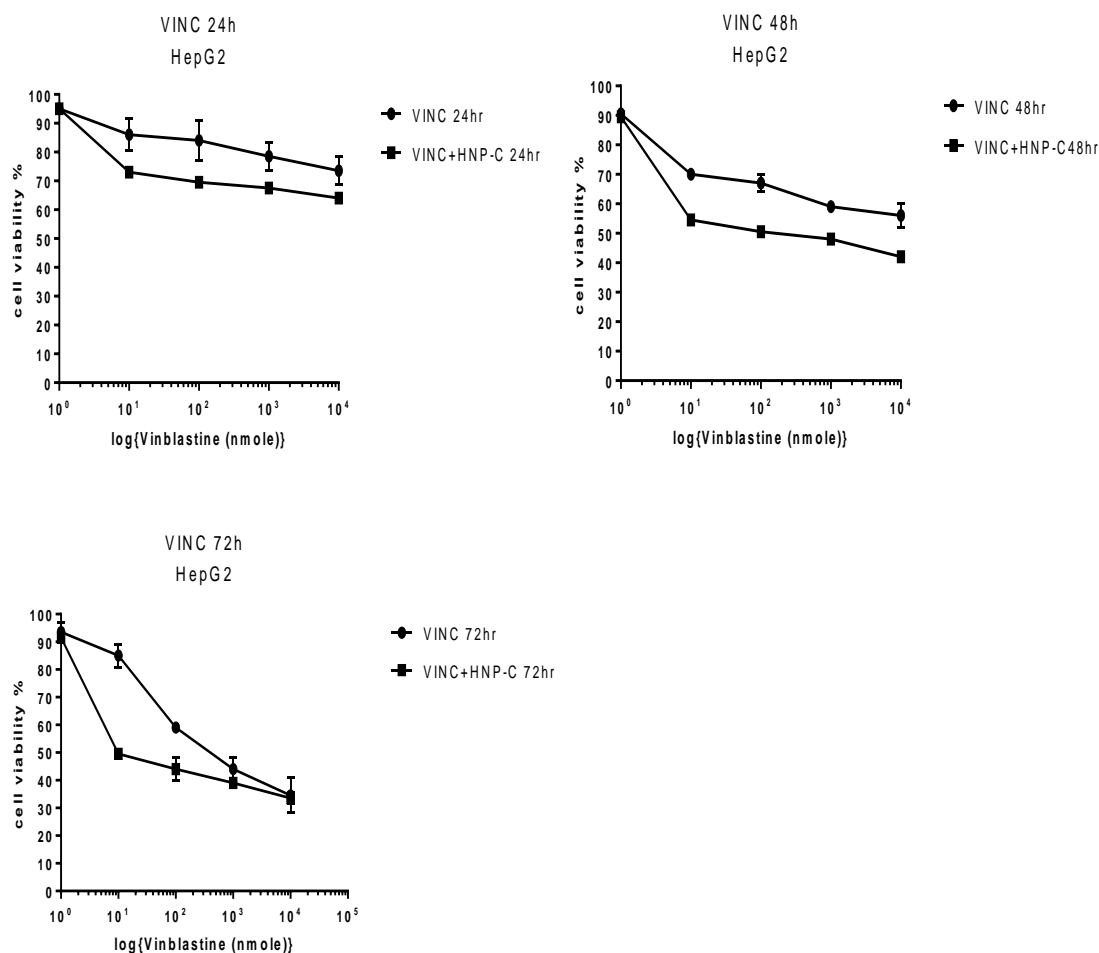 VINC 24h
HepG2
VINC 24hr
VINC+HNP-C 24hr
cell viability %
100
90
80
70
60
50
40
30
20
10
0
10⁰ 10¹ 10² 10³ 10⁴
log{Vinblastine (nmole)}
VINC 48h
HepG2
VINC 48hr
VINC+HNP-C48hr
cell viability %
100
90
80
70
60
50
40
30
20
10
0
10⁰ 10¹ 10² 10³ 10⁴
log{Vinblastine (nmole)}
VINC 72h
HepG2
VINC 72hr
VINC+HNP-C 72hr
cell viability %
100
90
80
70
60
50
40
30
20
10
0
10⁰ 10¹ 10² 10³ 10⁴ 10⁵
log{Vinblastine (nmole)}